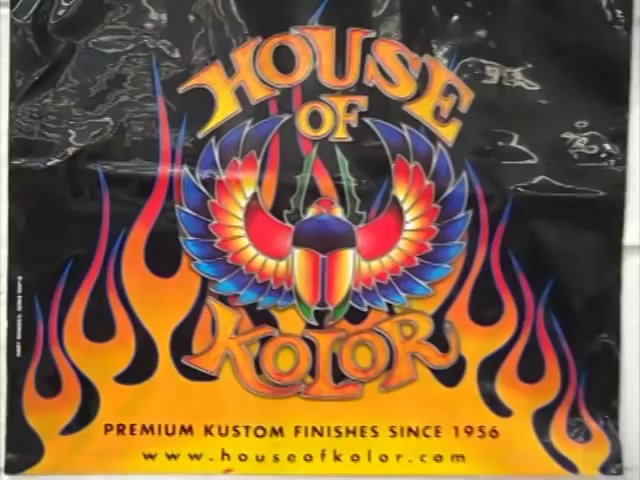 HOUSE
OF
KOLOR
PREMIUM KUSTOM FINISHES SINCE 1956
www.houseofkolor.com